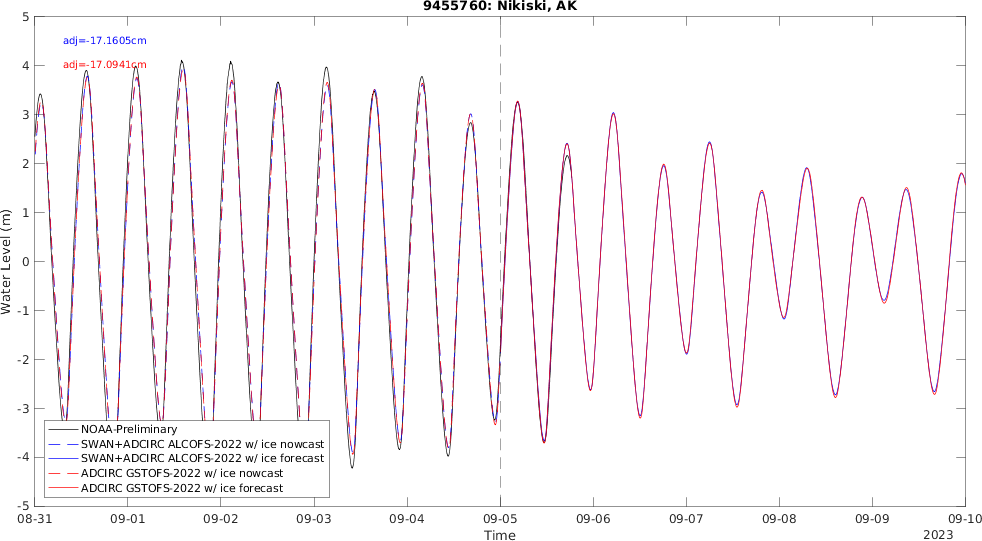 9455760: Nikiski, AK
adj=-17.1605cm
adj=-17.0941cm
Water Level (m)
5
4
3
2
1
0
-1
-2
-3
-4
-5
NOAA-Preliminary
SWAN+ADCIRC ALCOFS-2022 w/ ice nowcast
SWAN+ADCIRC ALCOFS-2022 w/ ice forecast
ADCIRC GSTOFS-2022 w/ ice nowcast
ADCIRC GSTOFS-2022 w/ ice forecast
08-31 09-01 09-02 09-03 09-04 09-05 09-06 09-07 09-08 09-09 09-10
Time
2023